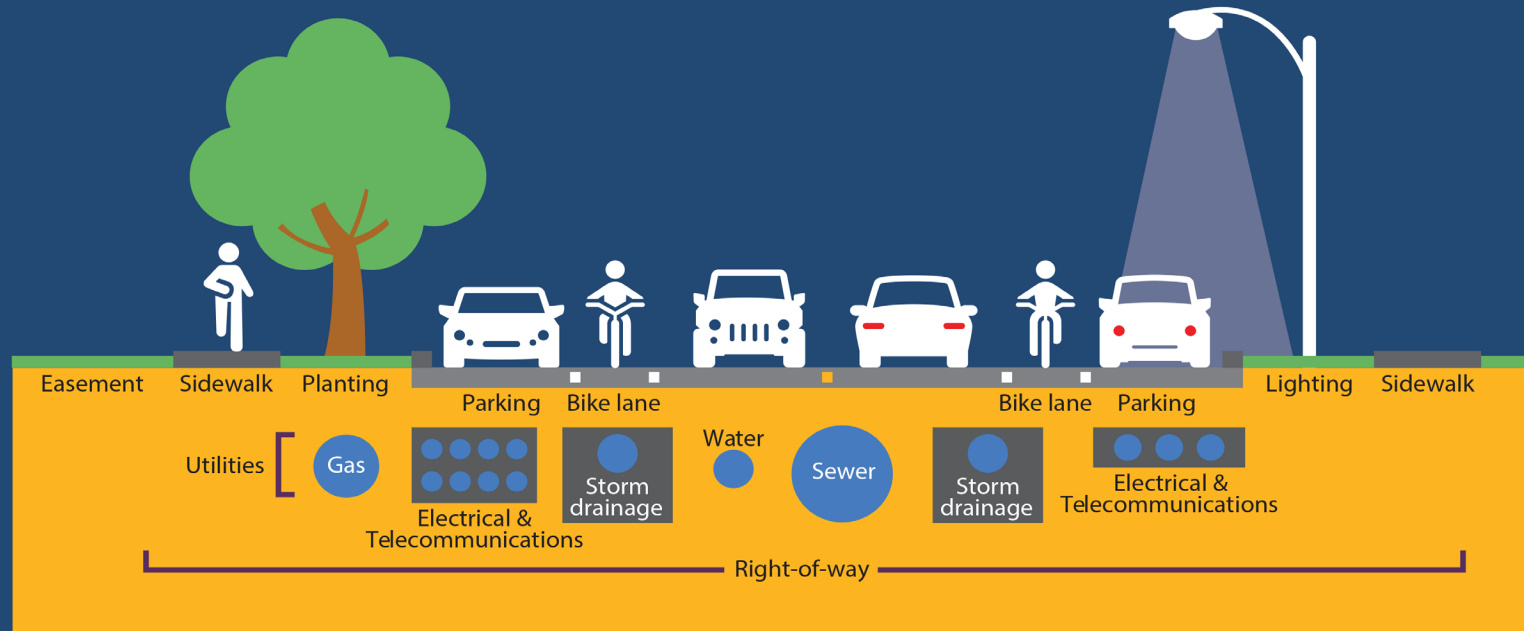 Easement
Sidewalk
Planting
Lighting
Sidewalk
Parking
Bike lane
Bike lane
Parking
Utilities
Gas
Water
Sewer
Storm
drainage
Storm
drainage
Electrical &
Telecommunications
Electrical &
Telecommunications
Right-of-way